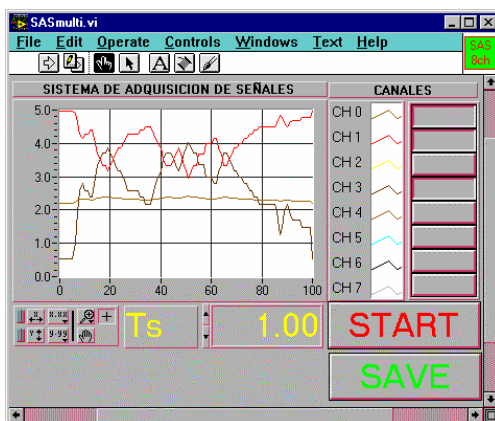 SASmulti.vi
File Edit Operate Controls Windows Text Help
SAS
8ch
SISTEMA DE ADQUISICION DE SEÑALES
CANALES
5.0
4.0
3.0
2.0
1.0
0.0
0 20 40 60 80 100
CH 0
CH 1
CH 2
CH 3
CH 4
CH 5
CH 6
CH 7
x x.xx
Y y.yy
Ts
1.00
START
SAVE